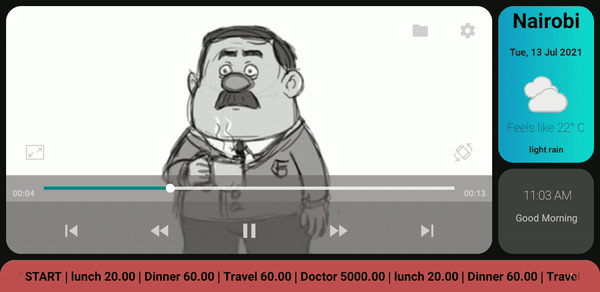 Nairobi
Tue, 13 Jul 2021
Feels like 22° C
light rain
00:04
00:13
11:03 AM
Good Morning
START | lunch 20.00 | Dinner 60.00 | Travel 60.00 | Doctor 5000.00 | lunch 20.00 | Dinner 60.00 | Travel